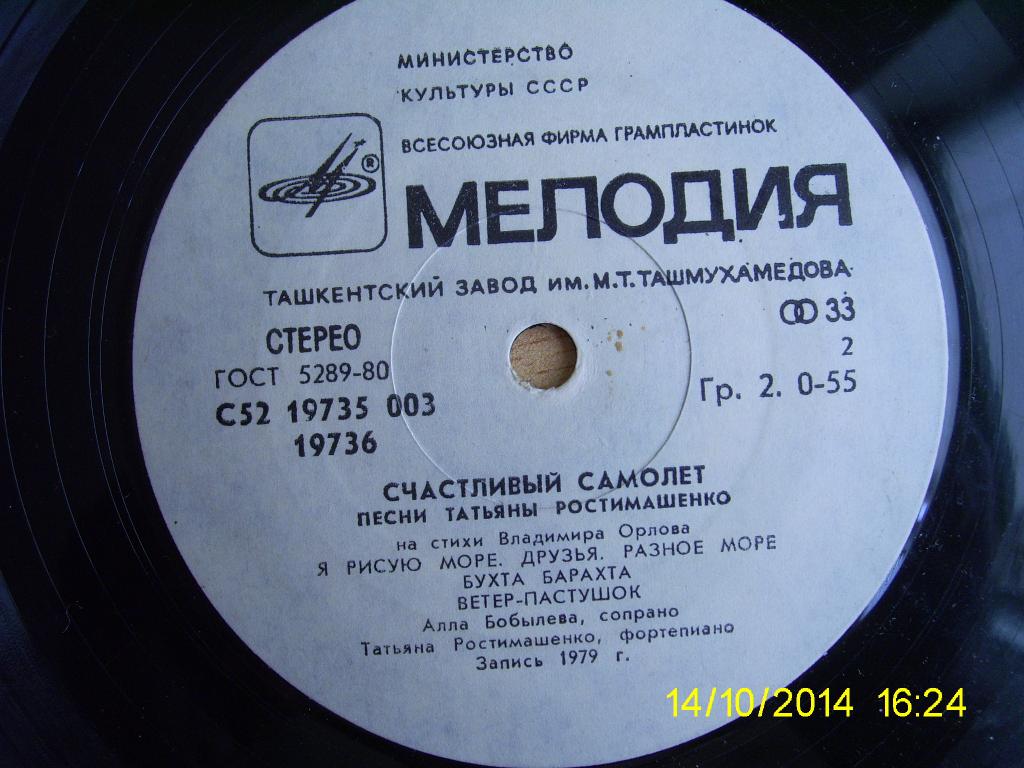 МИНИСТЕРСТВО
КУЛЬТУРЫ СССР
ВСЕСОЮЗНАЯ ФИРМА ГРАМПЛАСТИНОК
®
МЕЛОДИЯ
ТАШКЕНТСКИЙ ЗАВОД ИМ. М.Т. ТАШМУХАМЕДОВА
СТЕРЕО
ГОСТ 5289-80
С52 19735 003
19736
33
2
Гр. 2. 0-55
СЧАСТЛИВЫЙ САМОЛЕТ
ПЕСНИ ТАТЬЯНЫ РОСТИМАШЕНКО
на стихи Владимира Орлова
Я РИСУЮ МОРЕ. ДРУЗЬЯ. РАЗНОЕ МОРЕ
БУХТА БАРАХТА
ВЕТЕР-ПАСТУШОК
Алла Бобылева, сопрано
Татьяна Ростимашенко, фортепиано
Запись 1979 г.
14/10/2014 16:24